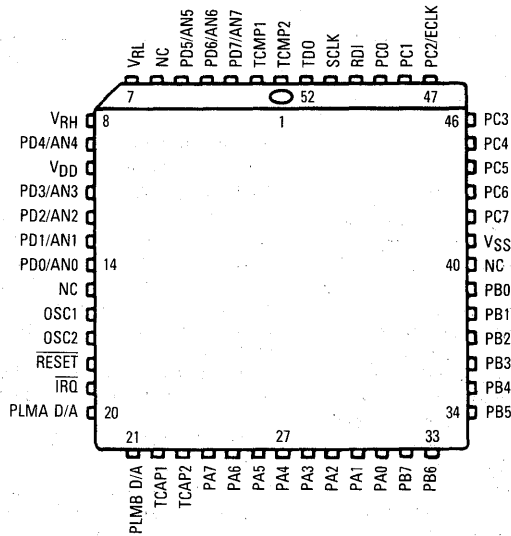 VRL
NC
PD5/AN5
PD6/AN6
PD7/AN7
TCMP1
TCMP2
TDO
SCLK
RDI
PC0
PC1
PC2/ECLK
7
52
47
VRH
8
1
46
PC3
PD4/AN4
PC4
VDD
PC5
PD3/AN3
PC6
PD2/AN2
PC7
PD1/AN1
VSS
PD0/AN0
14
40
NC
NC
PB0
OSC1
PB1
OSC2
PB2
RESET
PB3
IRQ
PB4
PLMA D/A
20
34
PB5
21
27
33
PLMB D/A
TCAP1
TCAP2
PA7
PA6
PA5
PA4
PA3
PA2
PA1
PA0
PB7
PB6